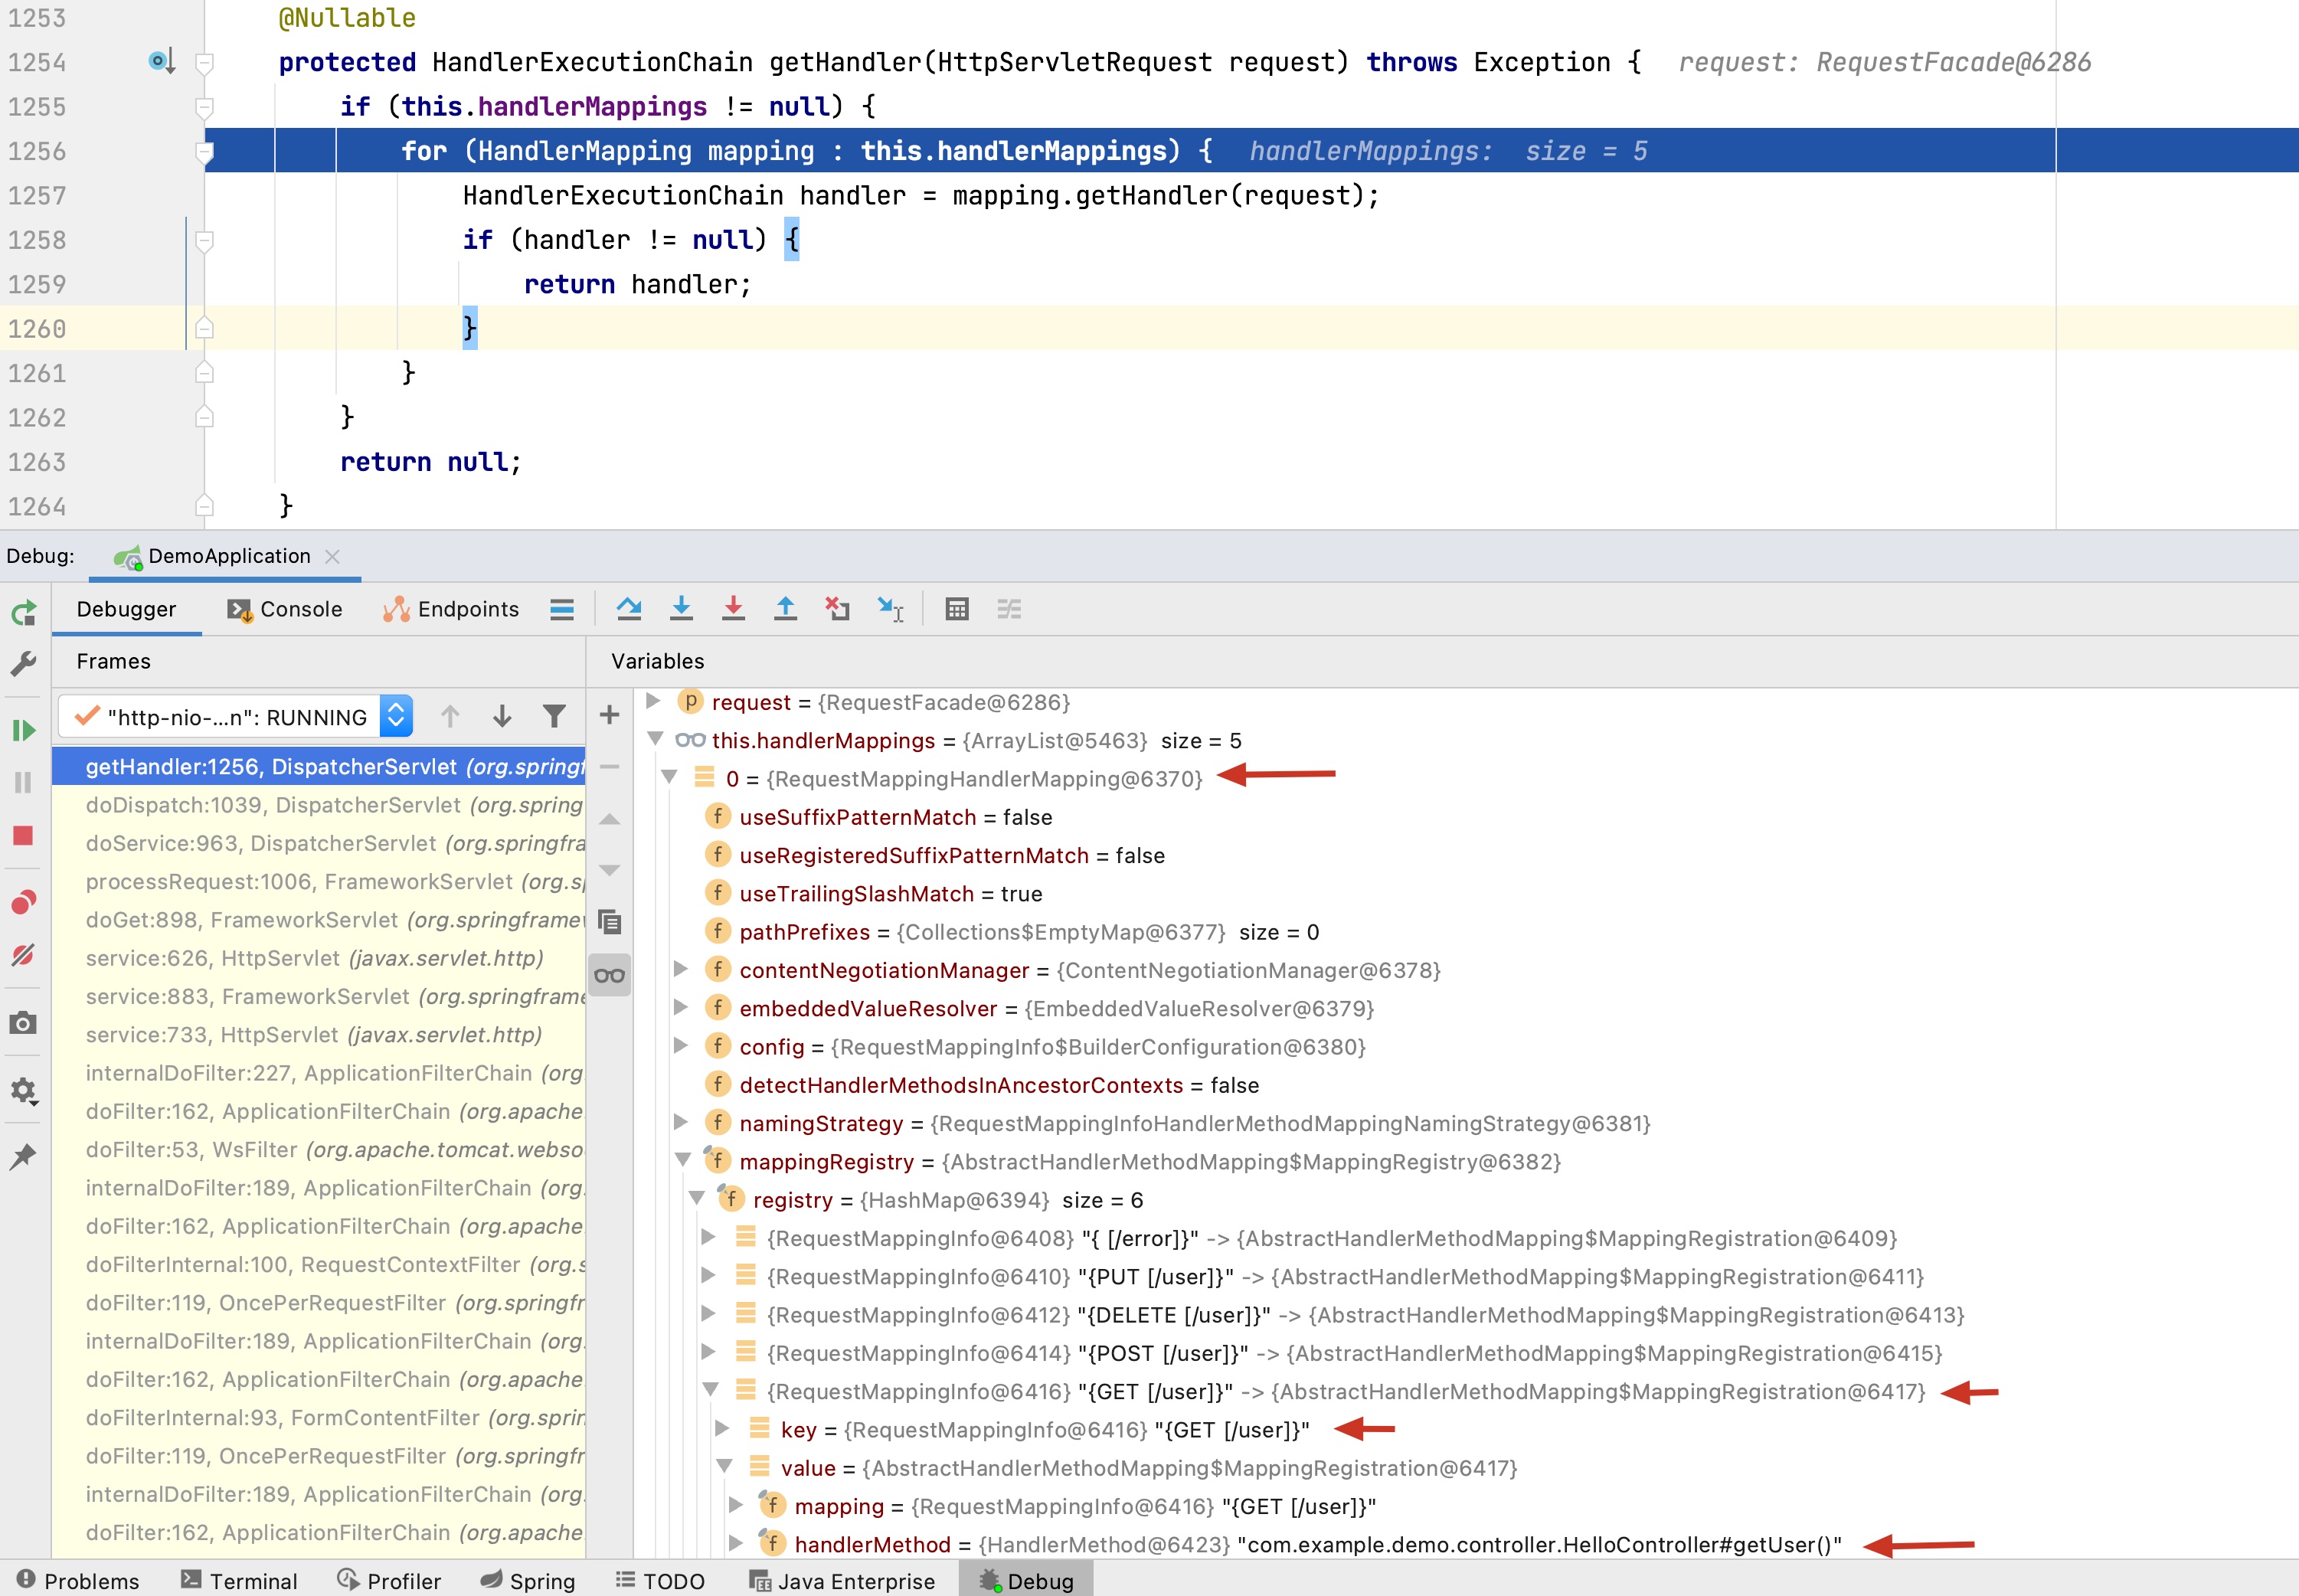 1253 @Nullable
1254 protected HandlerExecutionChain getHandler(HttpServletRequest request) throws Exception { request: RequestFacade@6286
1255 if (this.handlerMappings != null) {
1256 for (HandlerMapping mapping : this.handlerMappings) { handlerMappings: size = 5
1257 HandlerExecutionChain handler = mapping.getHandler(request);
1258 if (handler != null) {
1259 return handler;
1260 }
1261 }
1262 }
1263 return null;
1264 }
Debug: DemoApplication
Debugger Console Endpoints
Frames
"http-nio-...n": RUNNING
getHandler:1256, DispatcherServlet (org.springf
doDispatch:1039, DispatcherServlet (org.spring
doService:963, DispatcherServlet (org.springfra
processRequest:1006, FrameworkServlet (org.s
doGet:898, FrameworkServlet (org.springframe
service:626, HttpServlet (javax.servlet.http)
service:883, FrameworkServlet (org.springframe
service:733, HttpServlet (javax.servlet.http)
internalDoFilter:227, ApplicationFilterChain (org.
doFilter:162, ApplicationFilterChain (org.apache
doFilter:53, WsFilter (org.apache.tomcat.webso
internalDoFilter:189, ApplicationFilterChain (org.
doFilter:162, ApplicationFilterChain (org.apache
doFilterInternal:100, RequestContextFilter (org.s
doFilter:119, OncePerRequestFilter (org.springfr
internalDoFilter:189, ApplicationFilterChain (org.
doFilter:162, ApplicationFilterChain (org.apache
doFilterInternal:93, FormContentFilter (org.sprin
doFilter:119, OncePerRequestFilter (org.springfr
internalDoFilter:189, ApplicationFilterChain (org.
doFilter:162, ApplicationFilterChain (org.apache
Variables
request = {RequestFacade@6286}
this.handlerMappings = {ArrayList@5463} size = 5
0 = {RequestMappingHandlerMapping@6370}
useSuffixPatternMatch = false
useRegisteredSuffixPatternMatch = false
useTrailingSlashMatch = true
pathPrefixes = {Collections$EmptyMap@6377} size = 0
contentNegotiationManager = {ContentNegotiationManager@6378}
embeddedValueResolver = {EmbeddedValueResolver@6379}
config = {RequestMappingInfo$BuilderConfiguration@6380}
detectHandlerMethodsInAncestorContexts = false
namingStrategy = {RequestMappingInfoHandlerMethodMappingNamingStrategy@6381}
mappingRegistry = {AbstractHandlerMethodMapping$MappingRegistry@6382}
registry = {HashMap@6394} size = 6
{RequestMappingInfo@6408} "{ [/error]}" -> {AbstractHandlerMethodMapping$MappingRegistration@6409}
{RequestMappingInfo@6410} "{PUT [/user]}" -> {AbstractHandlerMethodMapping$MappingRegistration@6411}
{RequestMappingInfo@6412} "{DELETE [/user]}" -> {AbstractHandlerMethodMapping$MappingRegistration@6413}
{RequestMappingInfo@6414} "{POST [/user]}" -> {AbstractHandlerMethodMapping$MappingRegistration@6415}
{RequestMappingInfo@6416} "{GET [/user]}" -> {AbstractHandlerMethodMapping$MappingRegistration@6417}
key = {RequestMappingInfo@6416} "{GET [/user]}"
value = {AbstractHandlerMethodMapping$MappingRegistration@6417}
mapping = {RequestMappingInfo@6416} "{GET [/user]}"
handlerMethod = {HandlerMethod@6423} "com.example.demo.controller.HelloController#getUser()"
Problems Terminal Profiler Spring TODO Java Enterprise Debug